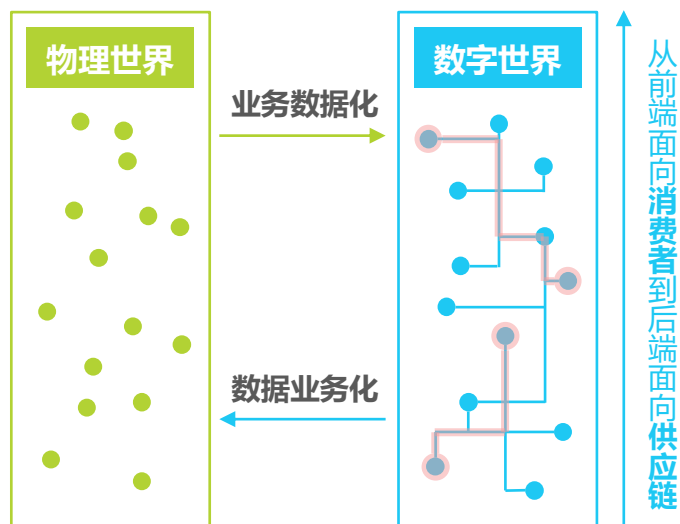 物理世界
数字世界
业务数据化
数据业务化
从前端面向消费者到后端面向供应链